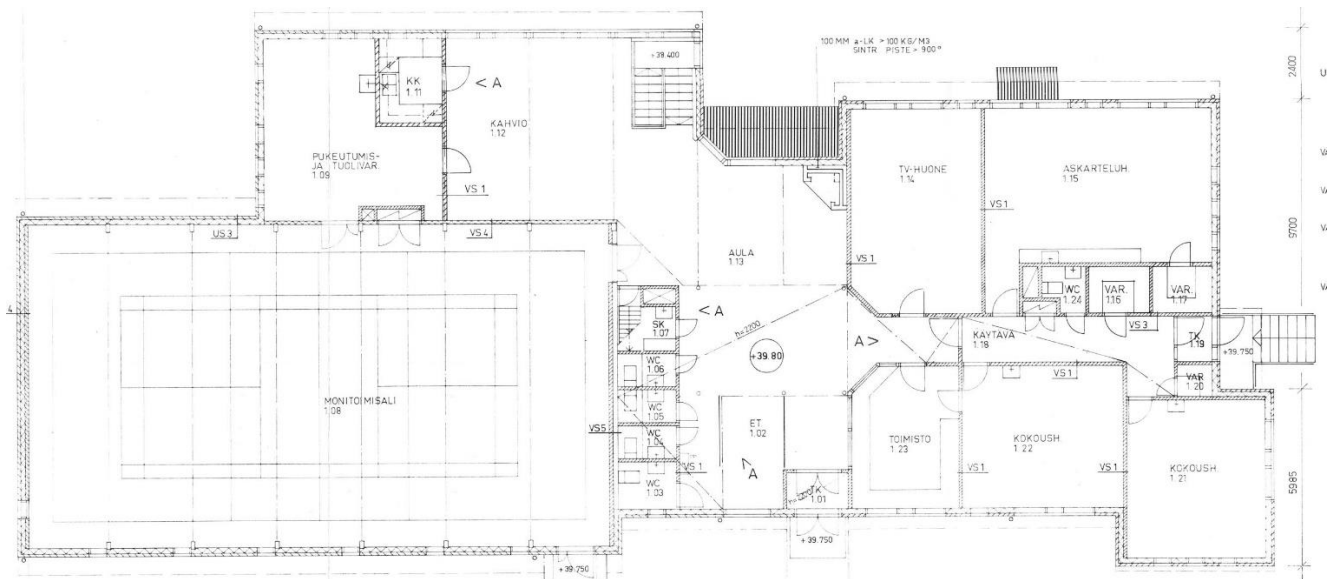 +38.400
100 MM a-LK > 100 KG/M3
SINTR PISTE > 900°
2400
U
KK
1.11
< A
KAHVIO
1.12
PUKEUTUMIS-
JA TUOLIVAR.
1.09
VS 1
TV-HUONE
1.14
ASKARTELUH.
1.15
VA
VA
VS 1
US 3
VS 4
9700
VA
AULA
1.13
VS 1
WC
1.24
VAR.
1.16
VAR.
1.17
VA
4
< A
SK
1.07
h=2200
A >
KÄYTÄVÄ
1.18
VS 3
TK
1.19
+39.750
+39.80
WC
1.06
VS 1
VAR
1.20
MONITOIMISALI
1.08
WC
1.05
VS5
WC
1.04
ET.
1.02
TOIMISTO
1.23
KOKOUSH.
1.22
WC
1.03
VS 1
< A
VS 1
VS 1
KOKOUSH.
1.21
5985
TK
1.01
+39.750
+39.750